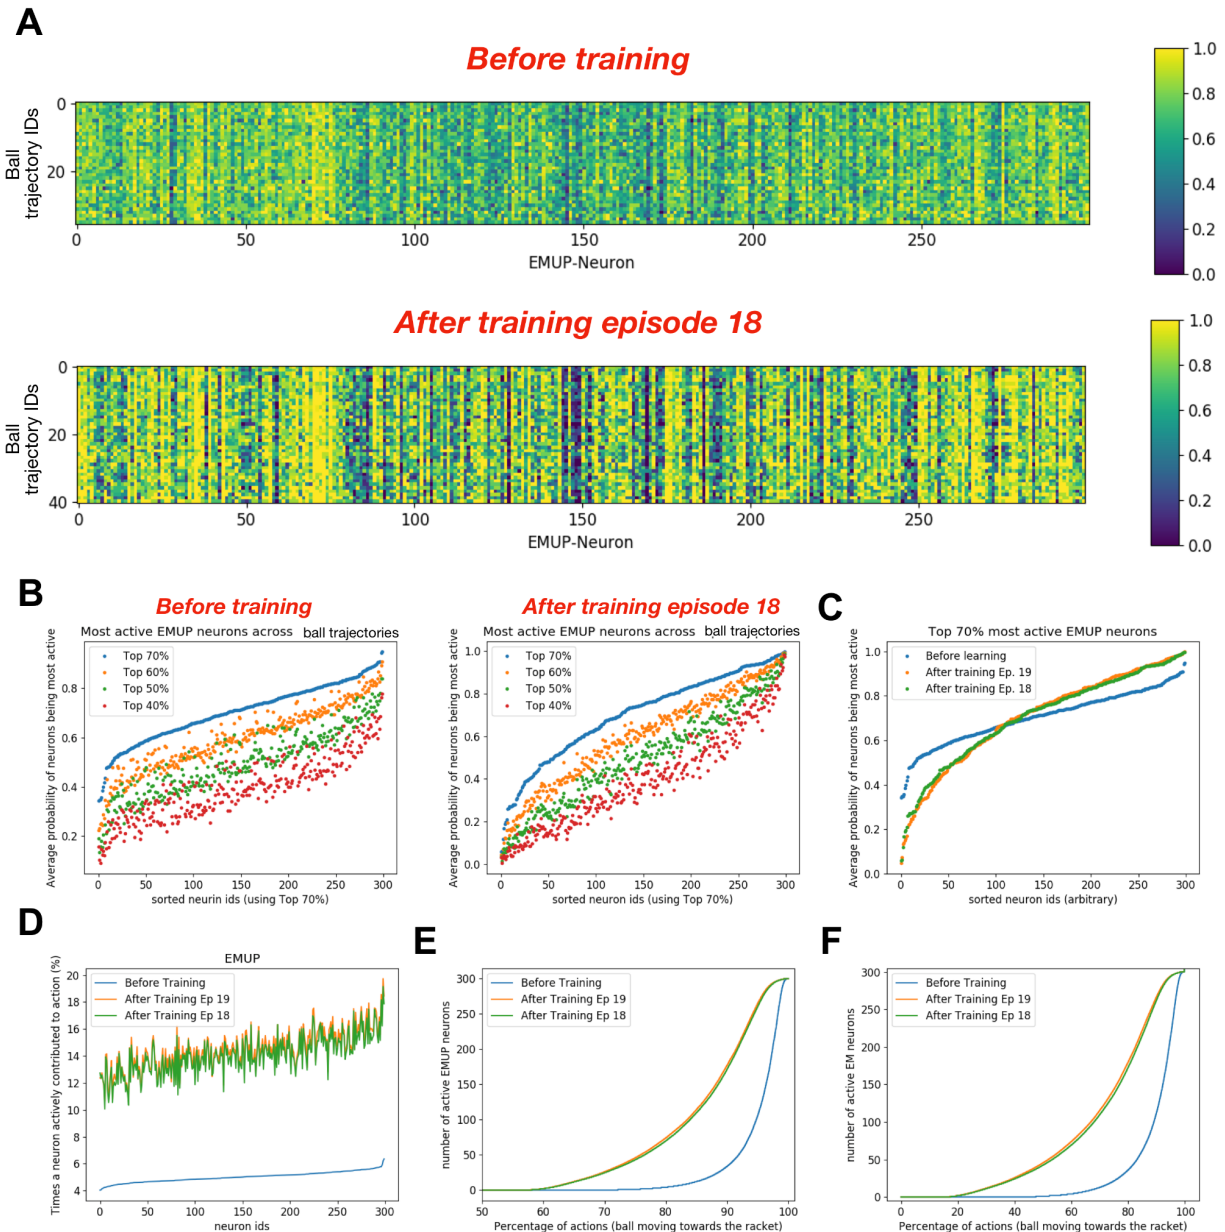 A
Before training
Ball
trajectory IDs
0
20
0
50
100
150
200
250
EMUP-Neuron
1.0
0.8
0.6
0.4
0.2
0.0
After training episode 18
Ball
trajectory IDs
0
20
40
0
50
100
150
200
250
EMUP-Neuron
1.0
0.8
0.6
0.4
0.2
0.0
B
Before training
Most active EMUP neurons across ball trajectories
Average probability of neurons being most active
Top 70%
Top 60%
Top 50%
Top 40%
0.8
0.6
0.4
0.2
0
50
100
150
200
250
300
sorted neurin ids (using Top 70%)
After training episode 18
Most active EMUP neurons across ball trajectories
Average probability of neurons being most active
Top 70%
Top 60%
Top 50%
Top 40%
1.0
0.8
0.6
0.4
0.2
0.0
0
50
100
150
200
250
300
sorted neuron ids (using Top 70%)
C
Top 70% most active EMUP neurons
Average probability of neurons being most active
Before learning
After training Ep. 19
After training Ep. 18
1.0
0.8
0.6
0.4
0.2
0.0
0
50
100
150
200
250
300
sorted neuron ids (arbitrary)
D
EMUP
Times a neuron actively contributed to action (%)
Before Training
After Training Ep 19
After Training Ep 18
20
18
16
14
12
10
8
6
4
0
50
100
150
200
250
300
neuron ids
E
number of active EMUP neurons
Before Training
After Training Ep 19
After Training Ep 18
300
250
200
150
100
50
0
50
60
70
80
90
100
Percentage of actions (ball moving towards the racket)
F
number of active EM neurons
Before Training
After Training Ep 19
After Training Ep 18
300
250
200
150
100
50
0
0
20
40
60
80
100
Percentage of actions (ball moving towards the racket)